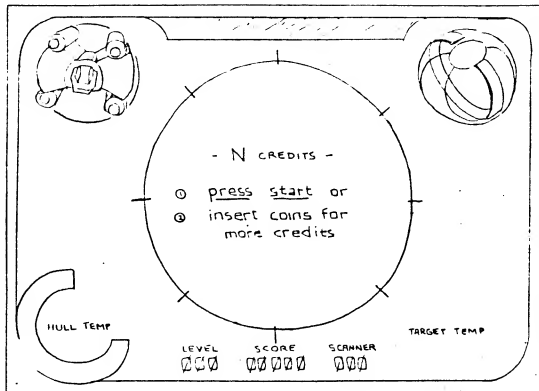 - N CREDITS -
① press start or
② insert coins for
more credits
HULL TEMP
TARGET TEMP
LEVEL SCORE SCANNER
000 00000 000